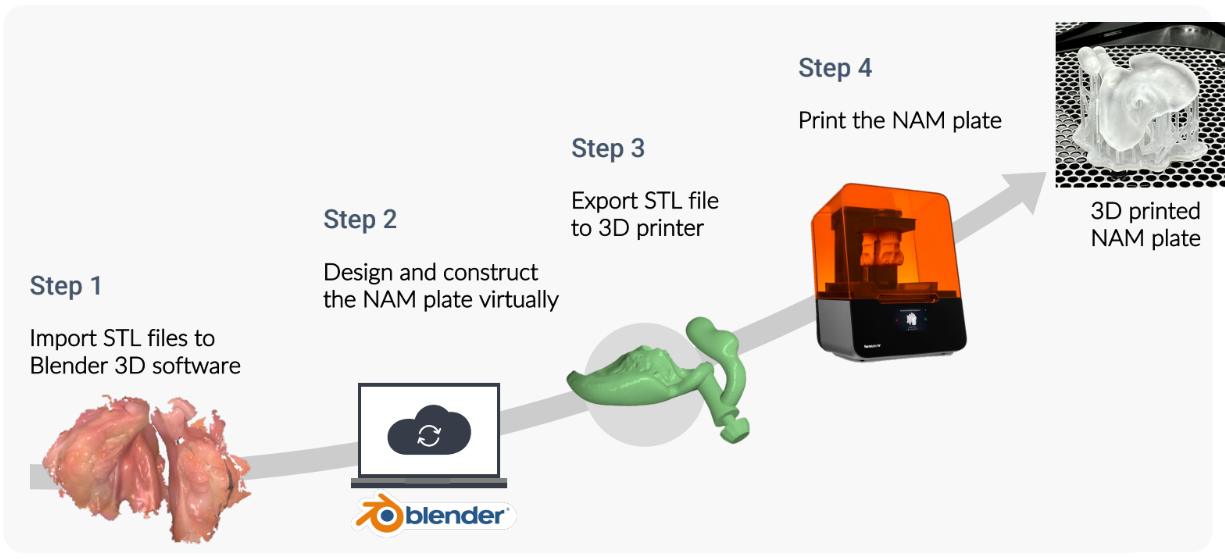 Step 1
Import STL files to
Blender 3D software
Step 2
Design and construct
the NAM plate virtually
blender
Step 3
Export STL file
to 3D printer
Step 4
Print the NAM plate
3D printed
NAM plate